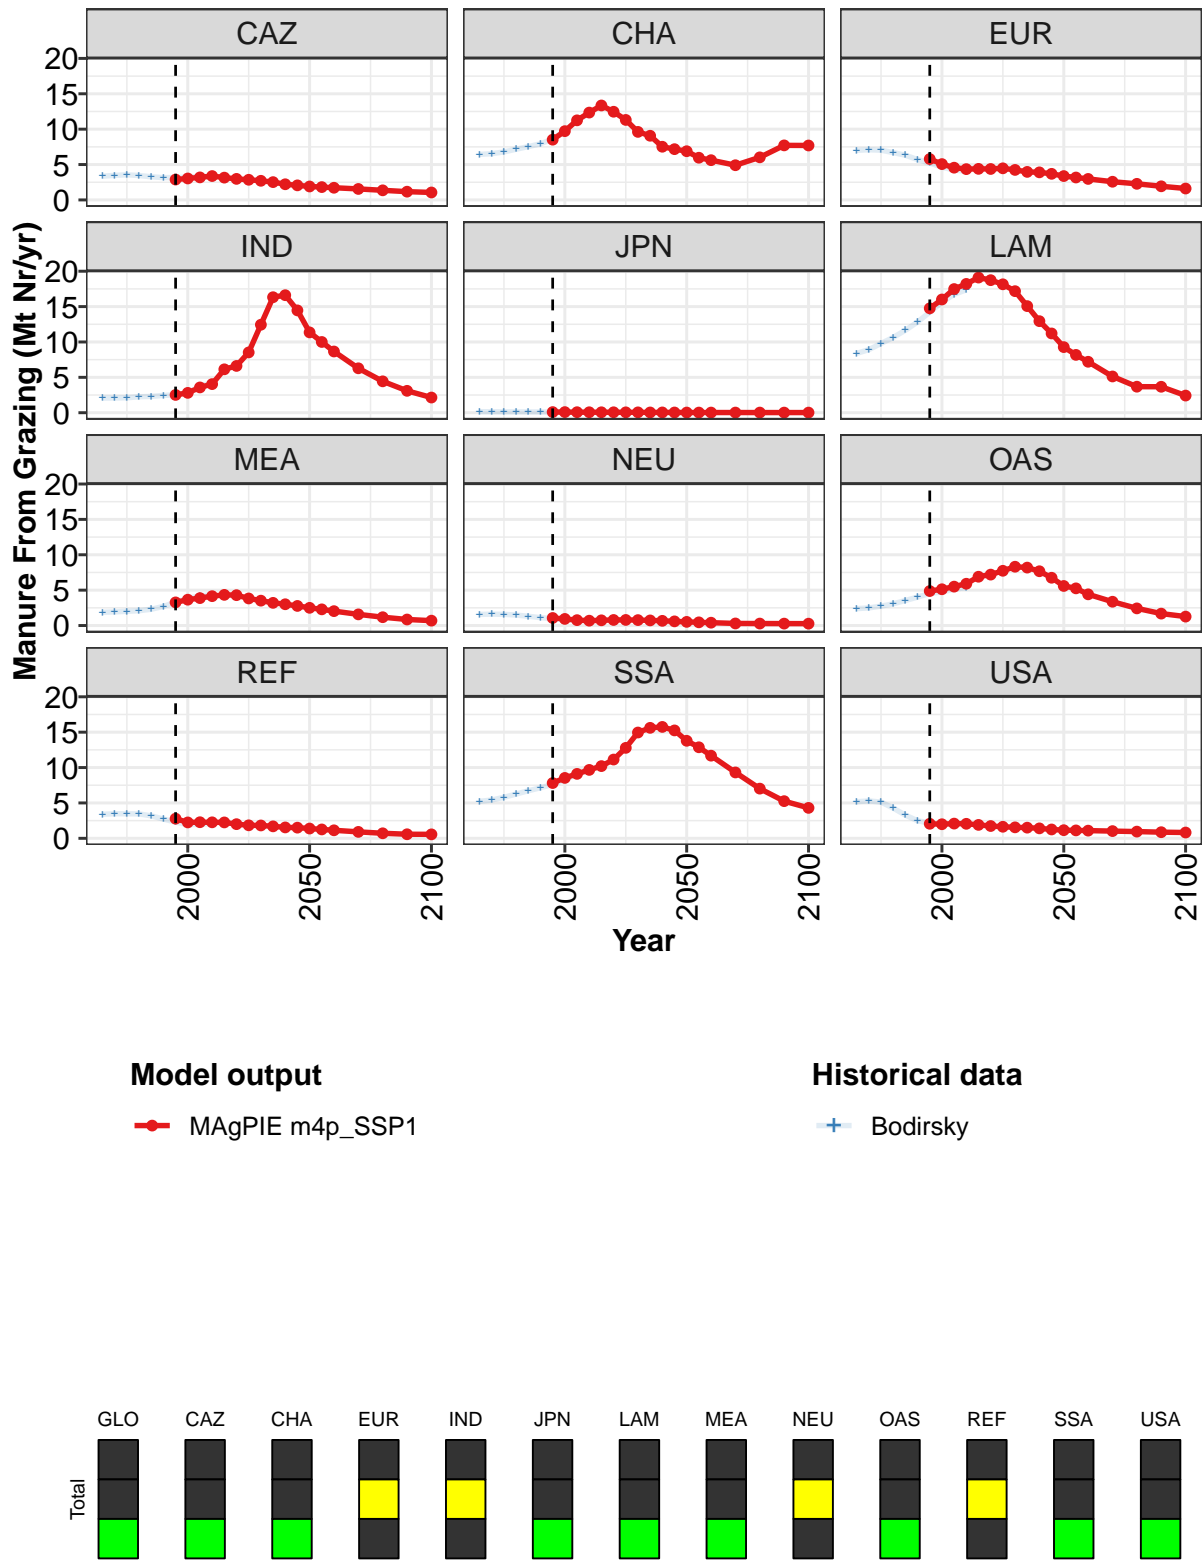 CAZ CHA EUR
20
15
10
5
0
IND JPN LAM
20
15
10
5
0
MEA NEU OAS
20
15
10
5
0
REF SSA USA
20
15
10
5
0
Manure From Grazing (Mt Nr/yr)
2000 2050 2100 2000 2050 2100 2000 2050 2100
Year
Model output
MAgPIE m4p_SSP1
Historical data
Bodirsky
GLO CAZ CHA EUR IND JPN LAM MEA NEU OAS REF SSA USA
Total